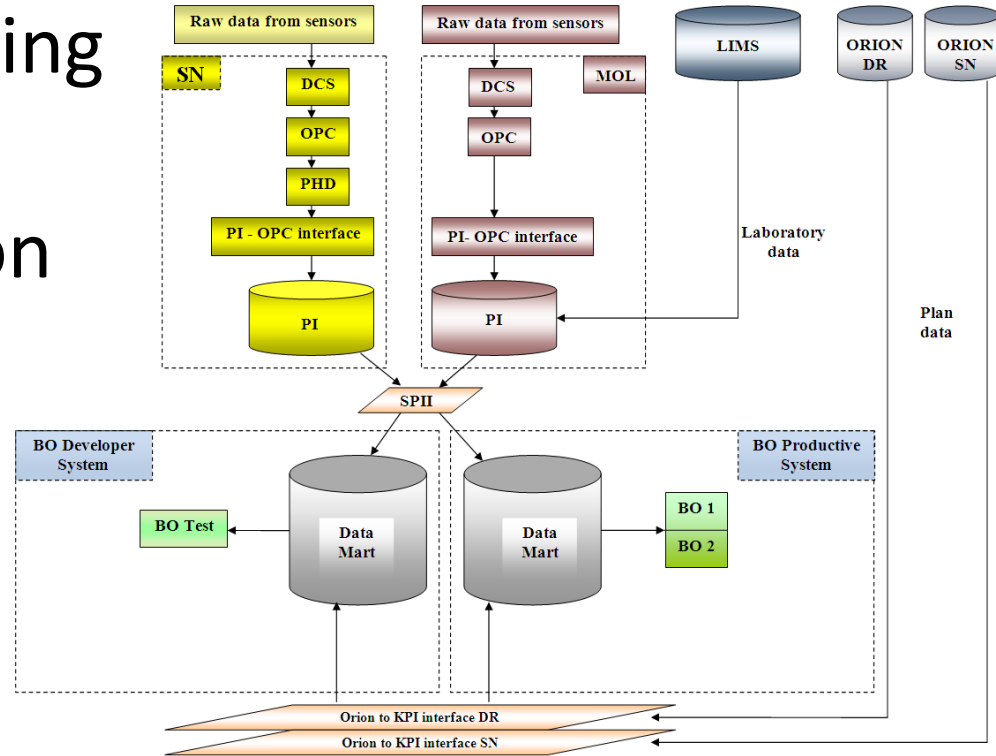 ing
on
Raw data from sensors
Raw data from sensors
LIMS
ORION
DR
ORION
SN
SN
MOL
DCS
DCS
OPC
OPC
PHD
PI - OPC interface
PI- OPC interface
Laboratory
data
PI
PI
Plan
data
SPII
BO Developer
System
BO Productive
System
BO Test
Data
Mart
Data
Mart
BO 1
BO 2
Orion to KPI interface DR
Orion to KPI interface SN